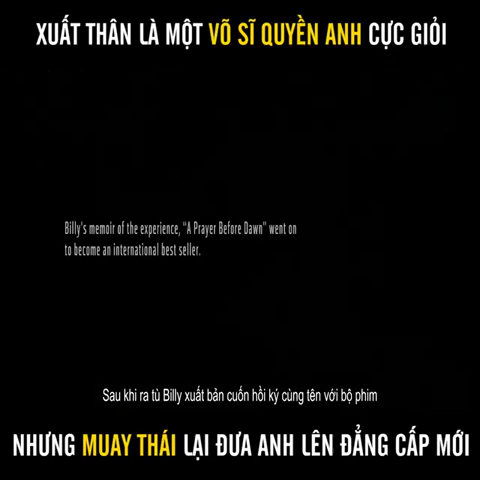 XUẤT THÂN LÀ MỘT VÕ SĨ QUYỀN ANH CỰC GIỎI
Billy's memoir of the experience, "A Prayer Before Dawn" went on
to become an international best seller.
Sau khi ra tù Billy xuất bản cuốn hồi ký cùng tên với bộ phim
NHƯNG MUAY THÁI LẠI ĐƯA ANH LÊN ĐẲNG CẤP MỚI